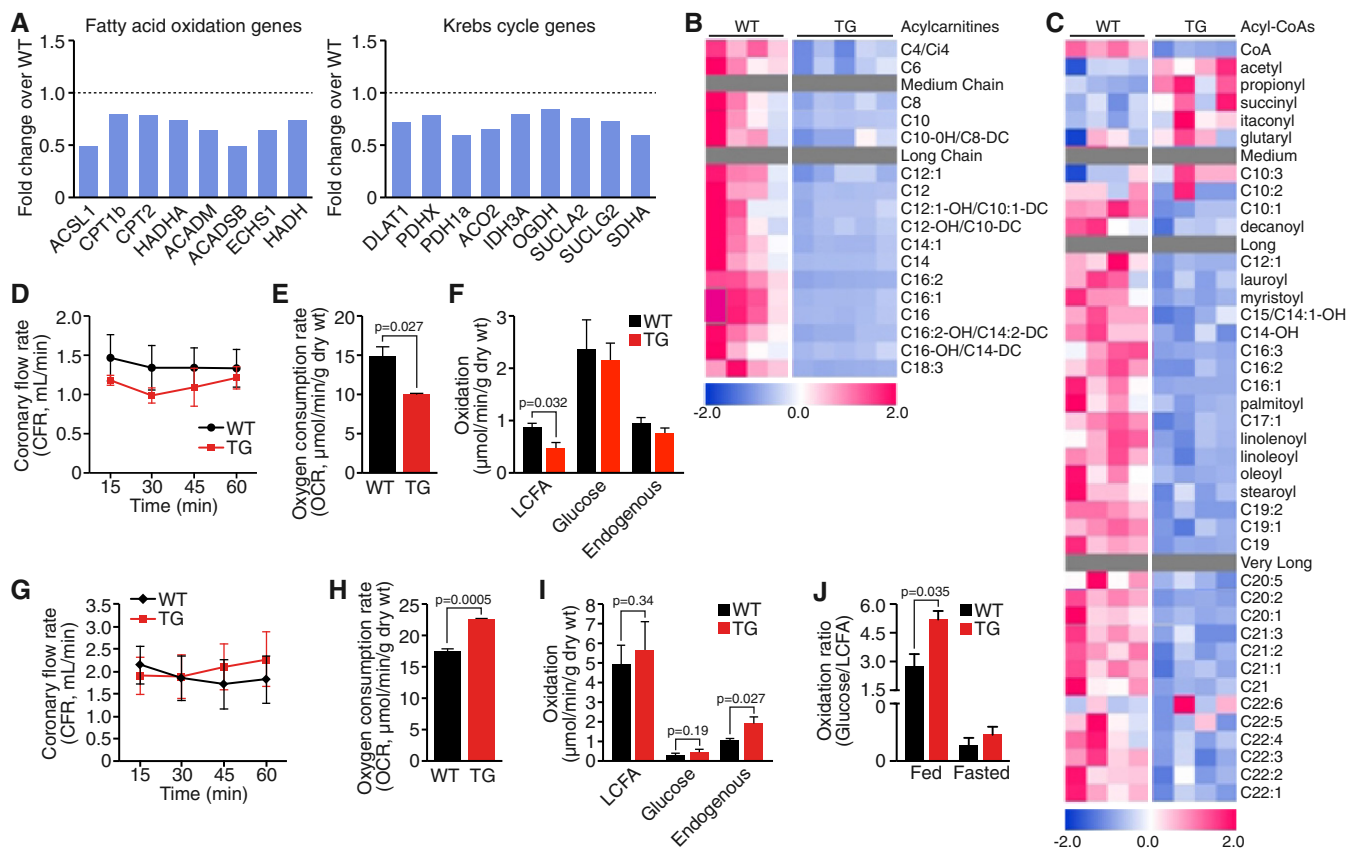 A
Fatty acid oxidation genes
Fold change over WT
1.5
1.0
0.5
0
ACSL1
CPT1b
CPT2
HADHA
ACADM
ACADSB
ECHS1
HADH
Krebs cycle genes
Fold change over WT
1.5
1.0
0.5
0
DLAT1
PDHX
PDH1a
ACO2
IDH3A
OGDH
SUCLA2
SUCLG2
SDHA
B
WT
TG
Acylcarnitines
C4/Ci4
C6
Medium Chain
C8
C10
C10-0H/C8-DC
Long Chain
C12:1
C12
C12:1-OH/C10:1-DC
C12-OH/C10-DC
C14:1
C14
C16:2
C16:1
C16
C16:2-OH/C14:2-DC
C16-OH/C14-DC
C18:3
-2.0
0.0
2.0
C
WT
TG
Acyl-CoAs
CoA
acetyl
propionyl
succinyl
itaconyl
glutaryl
Medium
C10:3
C10:2
C10:1
decanoyl
Long
C12:1
lauroyl
myristoyl
C15/C14:1-OH
C14-OH
C16:3
C16:2
C16:1
palmitoyl
C17:1
linolenoyl
linoleoyl
oleoyl
stearoyl
C19:2
C19:1
C19
Very Long
C20:5
C20:2
C20:1
C21:3
C21:2
C21:1
C21
C22:6
C22:5
C22:4
C22:3
C22:2
C22:1
-2.0
0.0
2.0
D
Coronary flow rate
(CFR, mL/min)
2.0
1.5
1.0
0.5
0
WT
TG
15 30 45 60
Time (min)
E
Oxygen consumption rate
(OCR, μmol/min/g dry wt)
20
15
10
5
0
p=0.027
WT TG
F
Oxidation
(μmol/min/g dry wt)
3
2
1
0
WT
TG
p=0.032
LCFA
Glucose
Endogenous
G
Coronary flow rate
(CFR, mL/min)
3.5
3.0
2.5
2.0
1.5
1.0
0.5
0
WT
TG
15 30 45 60
Time (min)
H
Oxygen consumption rate
(OCR, μmol/min/g dry wt)
25
20
15
10
5
0
p=0.0005
WT TG
I
Oxidation
(μmol/min/g dry wt)
8
7
6
5
4
3
2
1
0
WT
TG
p=0.34
p=0.19
p=0.027
LCFA
Glucose
Endogenous
J
Oxidation ratio
(Glucose/LCFA)
6.0
4.5
3.0
1.5
0
0
p=0.035
WT
TG
Fed Fasted